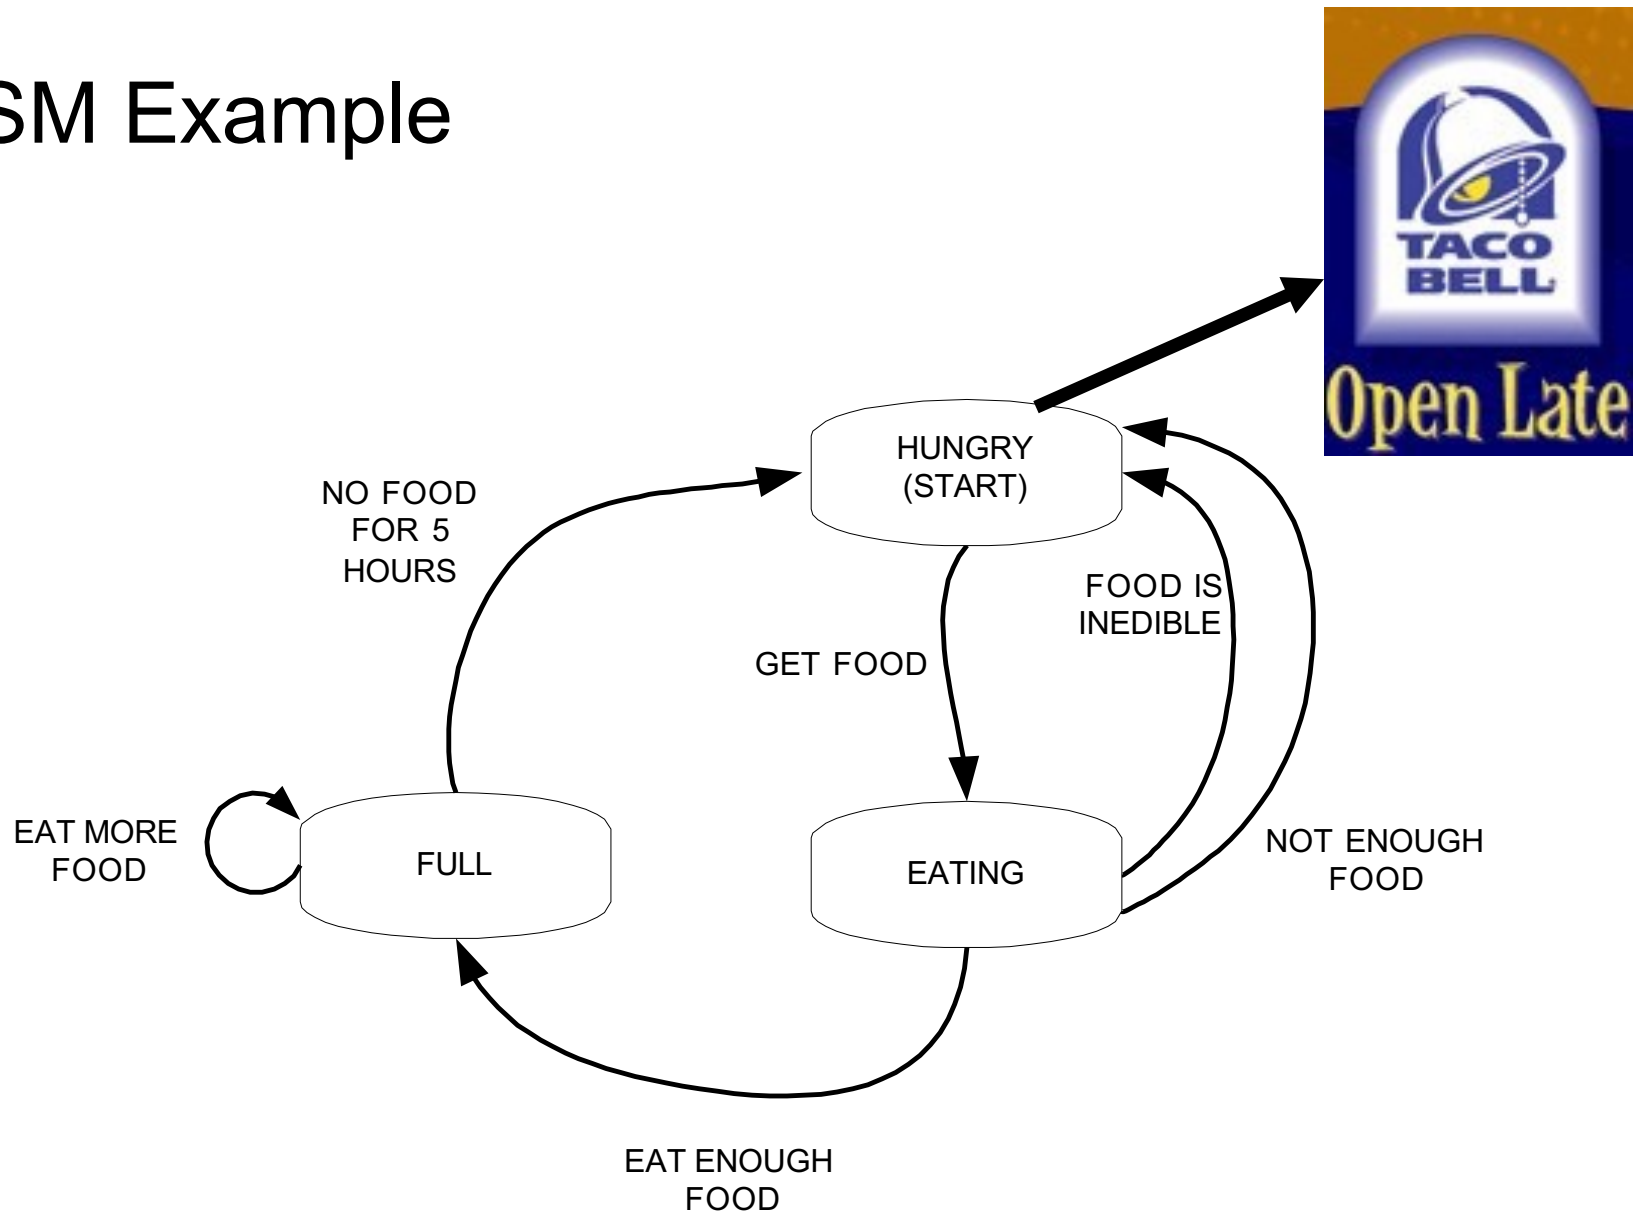 SM Example
TACO
BELL
Open Late
HUNGRY
(START)
NO FOOD
FOR 5
HOURS
FOOD IS
INEDIBLE
GET FOOD
EAT MORE
FOOD
FULL
EATING
NOT ENOUGH
FOOD
EAT ENOUGH
FOOD